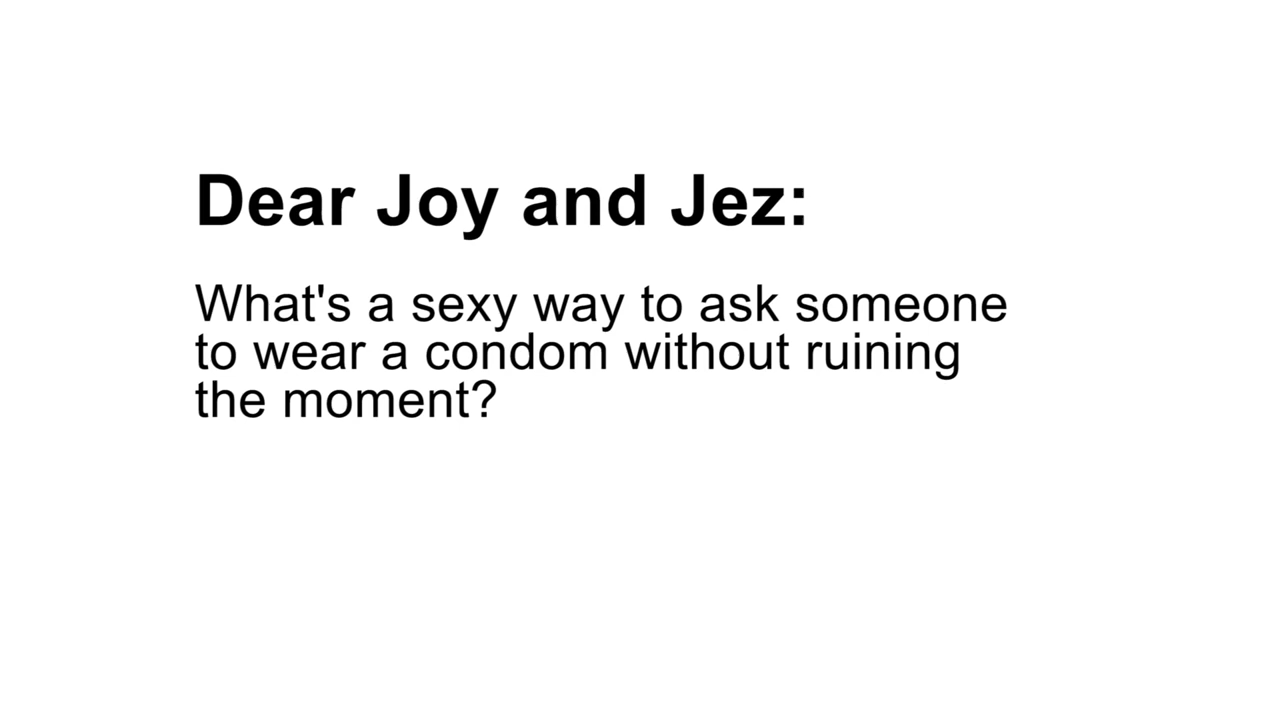 Dear Joy and Jez:
What's a sexy way to ask someone
to wear a condom without ruining
the moment?